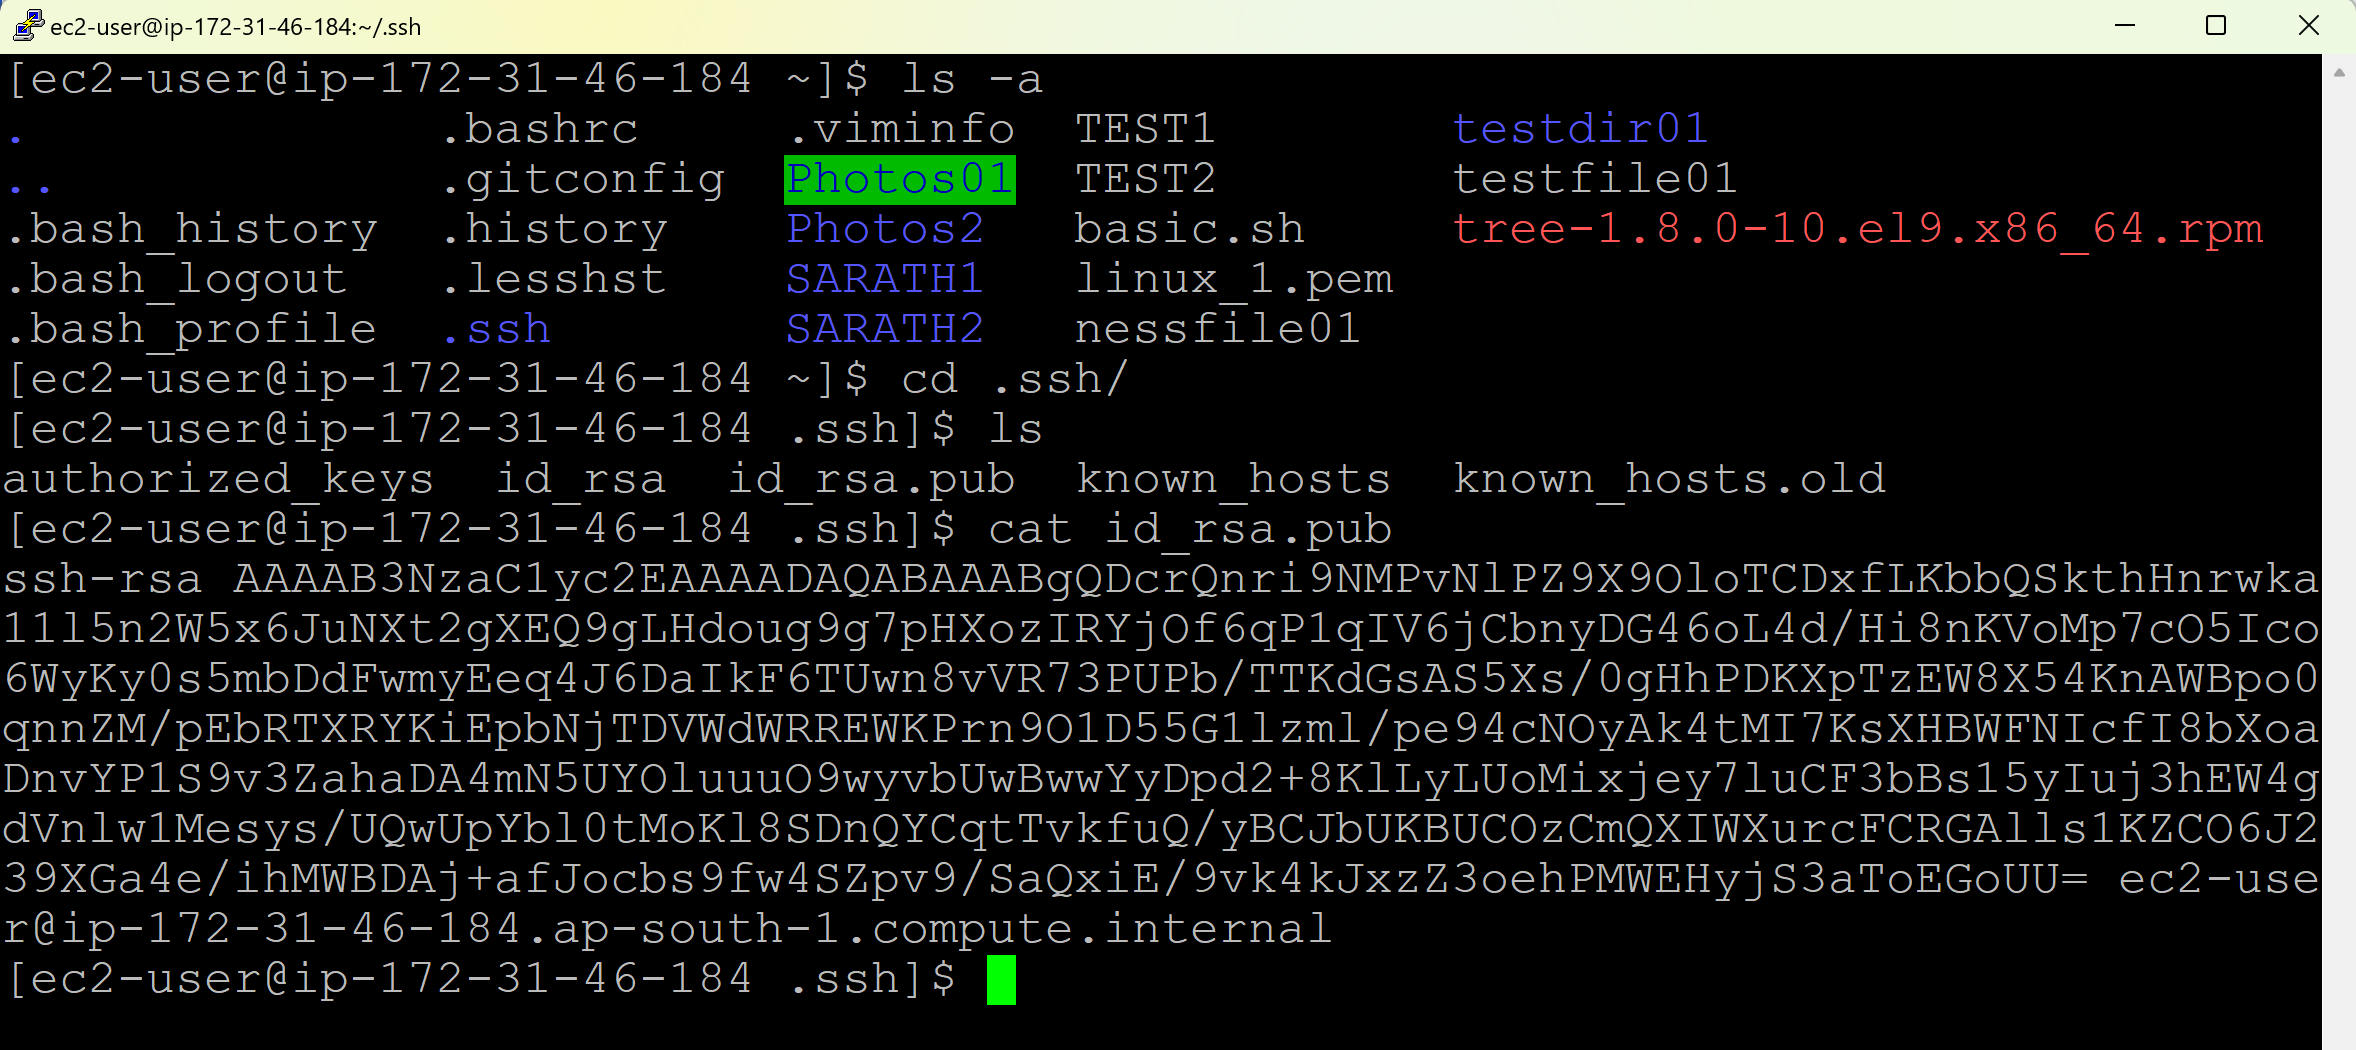 ec2-user@ip-172-31-46-184:~/.ssh
[ec2-user@ip-172-31-46-184 ~]$ ls -a
. .bashrc .viminfo TEST1 testdir01
.. .gitconfig Photos01 TEST2 testfile01
.bash_history .history Photos2 basic.sh tree-1.8.0-10.el9.x86_64.rpm
.bash_logout .lesshst SARATH1 linux_1.pem
.bash_profile .ssh SARATH2 nessfile01
[ec2-user@ip-172-31-46-184 ~]$ cd .ssh/
[ec2-user@ip-172-31-46-184 .ssh]$ ls
authorized_keys id_rsa id_rsa.pub known_hosts known_hosts.old
[ec2-user@ip-172-31-46-184 .ssh]$ cat id_rsa.pub
ssh-rsa AAAAB3NzaC1yc2EAAAADAQABAAABgQDcrQnri9NMPvNlPZ9X9OloTCDxfLKbbQSkthHnrwka
11l5n2W5x6JuNXt2gXEQ9gLHdoug9g7pHXozIRYjOf6qP1qIV6jCbnyDG46oL4d/Hi8nKVoMp7cO5Ico
6WyKy0s5mbDdFwmyEeq4J6DaIkF6TUwn8vVR73PUPb/TTKdGsAS5Xs/0gHhPDKXpTzEW8X54KnAWBpo0
qnnZM/pEbRTXRYKiEpbNjTDVWdWRREWKPrn9O1D55G1lzml/pe94cNOyAk4tMI7KsXHBWFNIcfI8bXoa
DnvYP1S9v3ZahaDA4mN5UYOluuuO9wyvbUwBwwYyDpd2+8KlLyLUoMixjey7luCF3bBs15yIuj3hEW4g
dVnlw1Mesys/UQwUpYbl0tMoKl8SDnQYCqtTvkfuQ/yBCJbUKBUCOzCmQXIWXurcFCRGAlls1KZCO6J2
39XGa4e/ihMWBDAj+afJocbs9fw4SZpv9/SaQxiE/9vk4kJxzZ3oehPMWEHyjS3aToEGoUU= ec2-use
r@ip-172-31-46-184.ap-south-1.compute.internal
[ec2-user@ip-172-31-46-184 .ssh]$